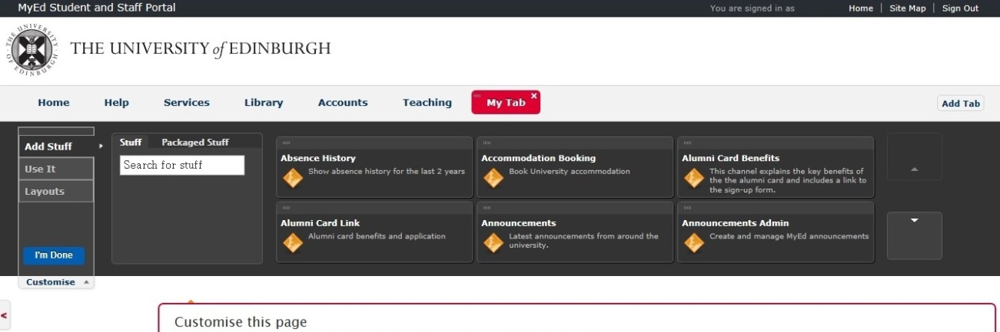 MyEd Student and Staff Portal
You are signed in as
Home | Site Map | Sign Out
THE UNIVERSITY of EDINBURGH
THE UNIVERSITY of EDINBURGH
Home Help Services Library Accounts Teaching My Tab x
Add Tab
Add Stuff
Use It
Layouts
I'm Done
Customise
Stuff Packaged Stuff
Search for stuff
Absence History
Show absence history for the last 2 years
Accommodation Booking
Book University accommodation
Alumni Card Benefits
This channel explains the key benefits of
the the alumni card and includes a link to
the sign-up form.
Alumni Card Link
Alumni card benefits and application
Announcements
Latest announcements from around the
university.
Announcements Admin
Create and manage MyEd announcements
<
Customise this page